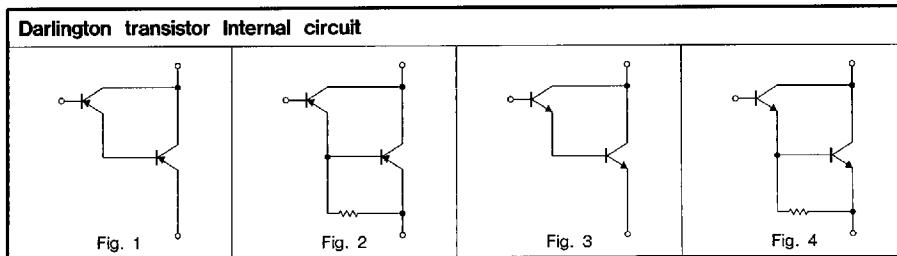 Darlington transistor Internal circuit
Fig. 1
Fig. 2
Fig. 3
Fig. 4